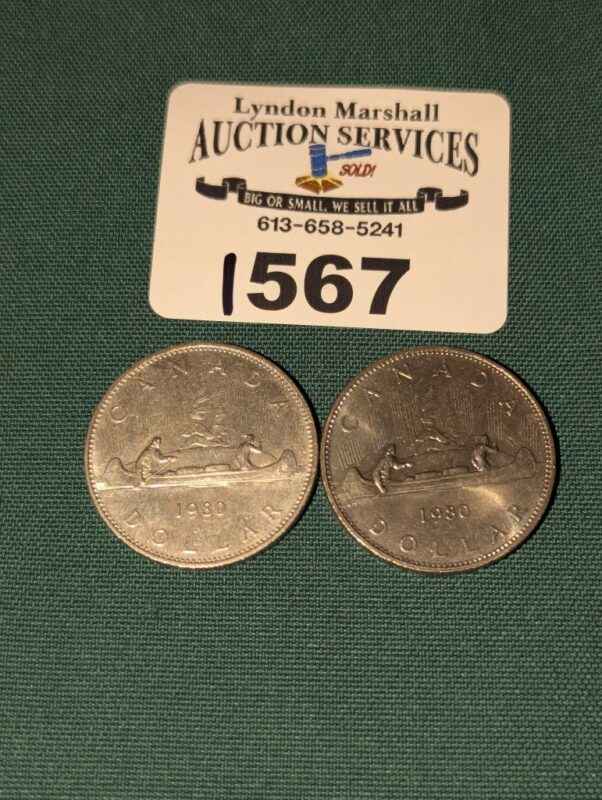 Lyndon Marshall
AUCTION SERVICES
SOLD!
BIG OR SMALL, WE SELL IT ALL
613-658-5241
1567
CANADA
1980
DOLLAR
CANADA
1980
DOLLAR